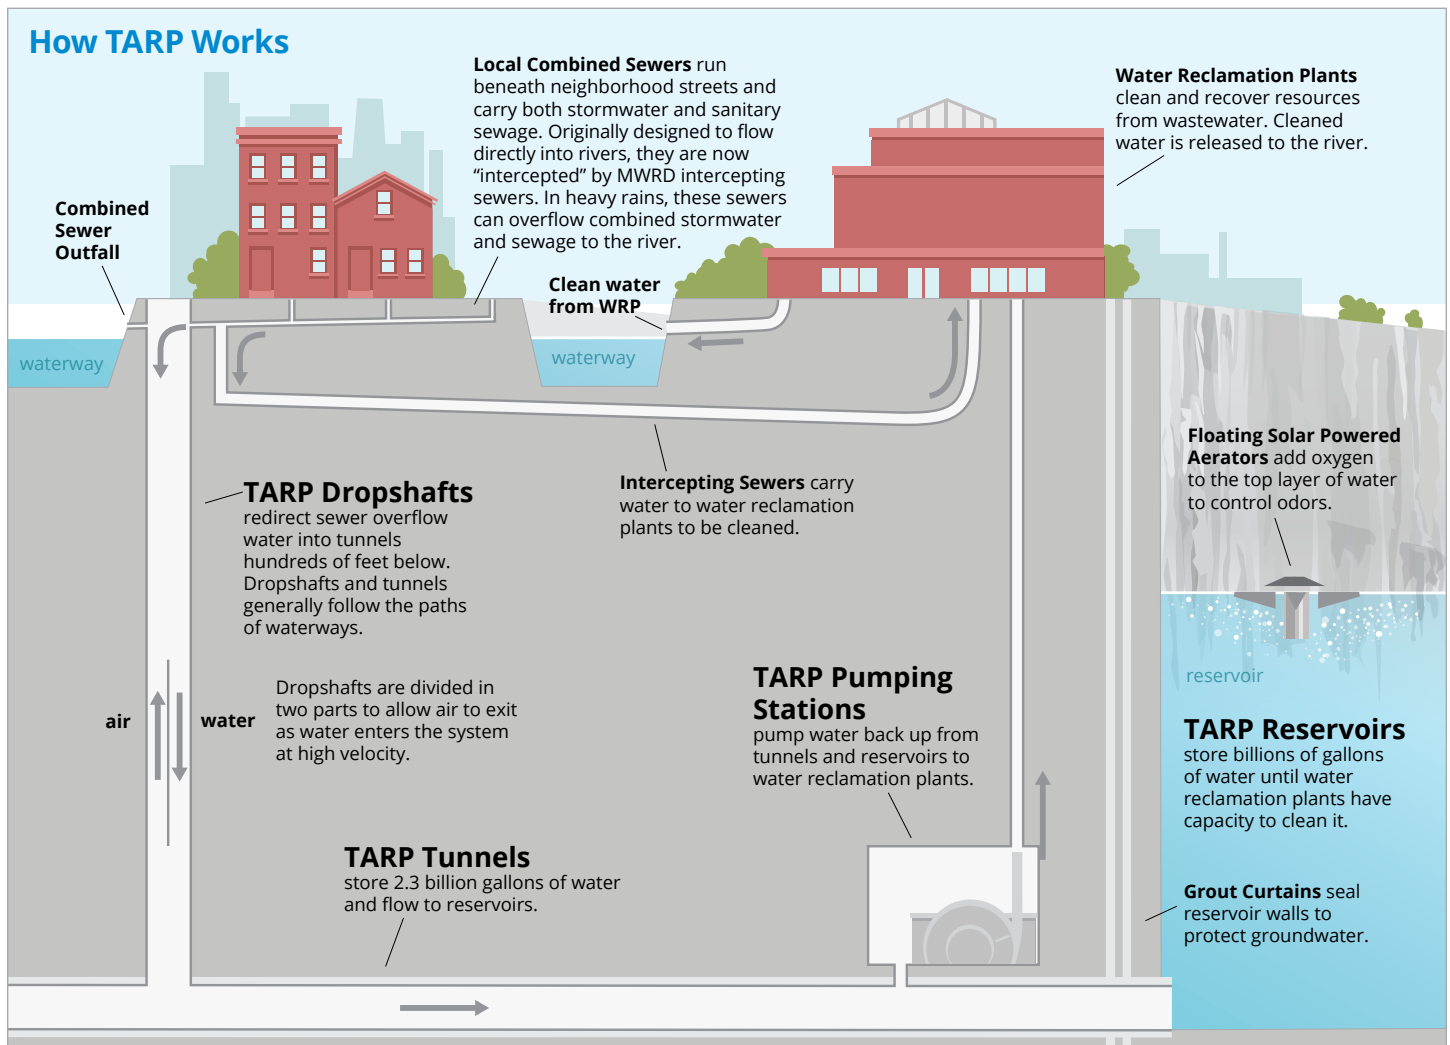 How TARP Works
Local Combined Sewers run
beneath neighborhood streets and
carry both stormwater and sanitary
sewage. Originally designed to flow
directly into rivers, they are now
“intercepted” by MWRD intercepting
sewers. In heavy rains, these sewers
can overflow combined stormwater
and sewage to the river.
Water Reclamation Plants
clean and recover resources
from wastewater. Cleaned
water is released to the river.
Combined
Sewer
Outfall
Clean water
from WRP
waterway
waterway
Floating Solar Powered
Aerators add oxygen
to the top layer of water
to control odors.
Intercepting Sewers carry
water to water reclamation
plants to be cleaned.
TARP Dropshafts
redirect sewer overflow
water into tunnels
hundreds of feet below.
Dropshafts and tunnels
generally follow the paths
of waterways.
Dropshafts are divided in
two parts to allow air to exit
as water enters the system
at high velocity.
air
water
TARP Pumping
Stations
pump water back up from
tunnels and reservoirs to
water reclamation plants.
reservoir
TARP Reservoirs
store billions of gallons
of water until water
reclamation plants have
capacity to clean it.
TARP Tunnels
store 2.3 billion gallons of water
and flow to reservoirs.
Grout Curtains seal
reservoir walls to
protect groundwater.